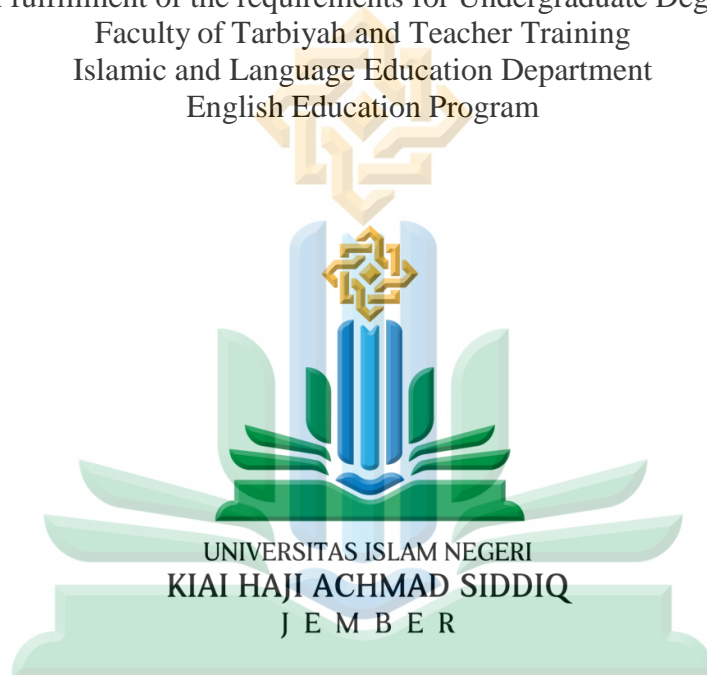 fulfillment of the requirements for Undergraduate
Faculty of Tarbiyah and Teacher Training
Islamic and Language Education Department
English Education Program
UNIVERSITAS ISLAM NEGERI
KIAI HAJI ACHMAD SIDDIQ
JEMBER